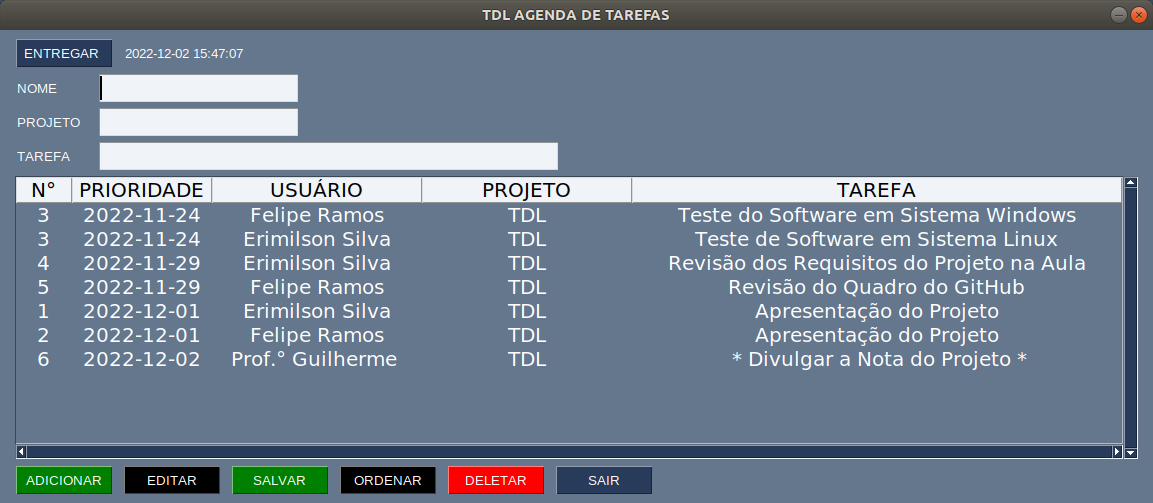 TDL AGENDA DE TAREFAS
ENTREGAR 2022-12-02 15:47:07
NOME
PROJETO
TAREFA
N° PRIORIDADE USUÁRIO PROJETO TAREFA
3 2022-11-24 Felipe Ramos TDL Teste do Software em Sistema Windows
3 2022-11-24 Erimilson Silva TDL Teste de Software em Sistema Linux
4 2022-11-29 Erimilson Silva TDL Revisão dos Requisitos do Projeto na Aula
5 2022-11-29 Felipe Ramos TDL Revisão do Quadro do GitHub
1 2022-12-01 Erimilson Silva TDL Apresentação do Projeto
2 2022-12-01 Felipe Ramos TDL Apresentação do Projeto
6 2022-12-02 Prof.° Guilherme TDL * Divulgar a Nota do Projeto *
ADICIONAR EDITAR SALVAR ORDENAR DELETAR SAIR